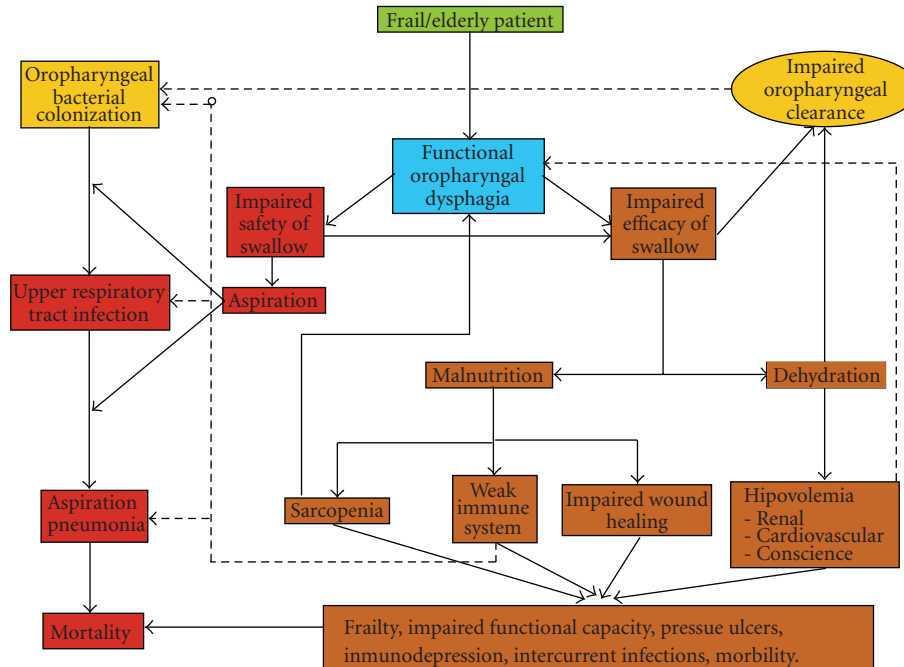 Frail/elderly patient
Oropharyngeal
bacterial
colonization
Impaired
oropharyngeal
clearance
Functional
oropharyngal
dysphagia
Impaired
safety of
swallow
Impaired
efficacy of
swallow
Upper respiratory
tract infection
Aspiration
Malnutrition
Dehydration
Aspiration
pneumonia
Sarcopenia
Weak
immune
system
Impaired wound
healing
Hipovolemia
- Renal
- Cardiovascular
- Conscience
Mortality
Frailty, impaired functional capacity, pressue ulcers,
inmunodepression, intercurrent infections, morbility.